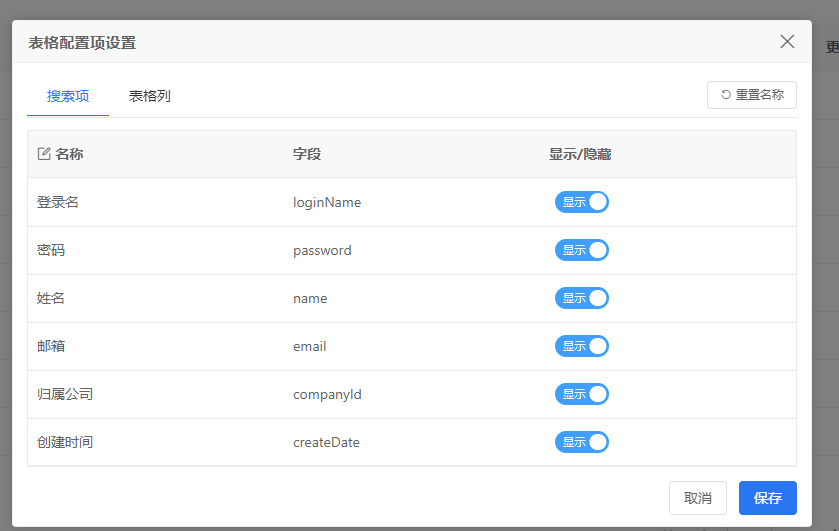 表格配置项设置
更
搜索项 表格列 重置名称
名称 字段 显示/隐藏
登录名 loginName 显示
密码 password 显示
姓名 name 显示
邮箱 email 显示
归属公司 companyId 显示
创建时间 createDate 显示
取消 保存